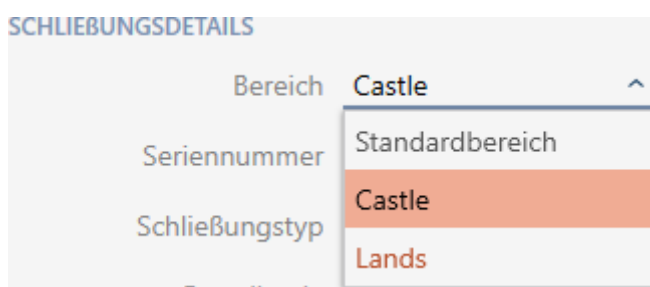 SCHLIEßUNGSDETAILS
Bereich Castle
Standardbereich
Seriennummer
Castle
Schließungstyp
Lands